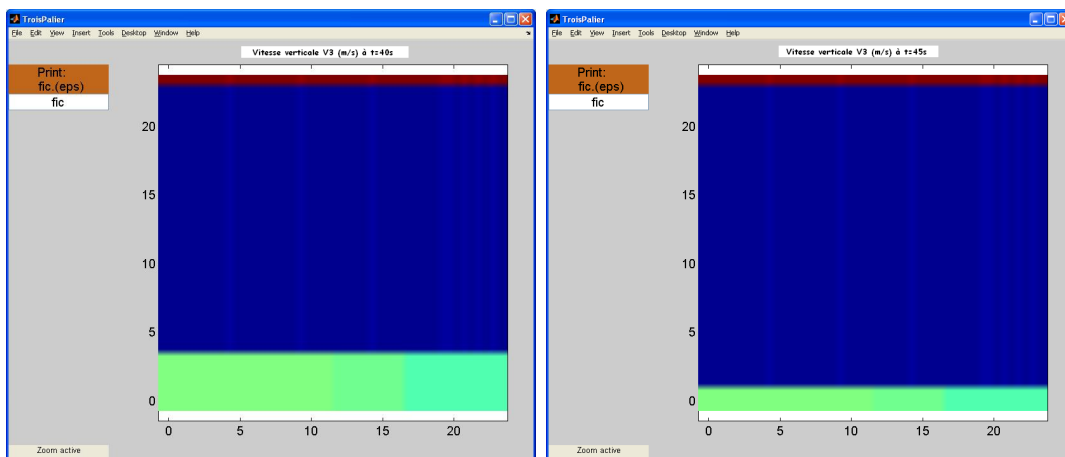 TroisPalier
File Edit View Insert Tools Desktop Window Help
Vitesse verticale V3 (m/s) à t=40s
Print:
fic.(eps)
fic
20
15
10
5
0
0 5 10 15 20
Zoom active
TroisPalier
File Edit View Insert Tools Desktop Window Help
Vitesse verticale V3 (m/s) à t=45s
Print:
fic.(eps)
fic
20
15
10
5
0
0 5 10 15 20
Zoom active